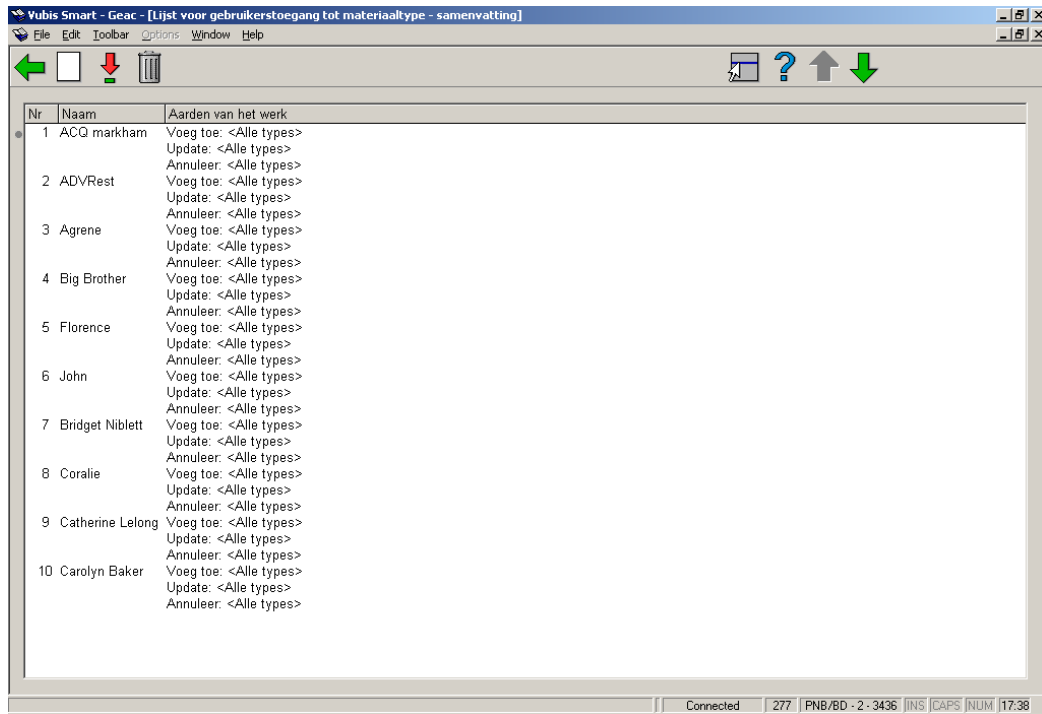 Vubis Smart - Geac - [Lijst voor gebruikerstoegang tot materiaaltype - samenvatting]
File Edit Toolbar Options Window Help
Nr Naam Aarden van het werk
1 ACQ markham Voeg toe: <Alle types>
Update: <Alle types>
Annuleer: <Alle types>
2 ADVRest Voeg toe: <Alle types>
Update: <Alle types>
Annuleer: <Alle types>
3 Agrene Voeg toe: <Alle types>
Update: <Alle types>
Annuleer: <Alle types>
4 Big Brother Voeg toe: <Alle types>
Update: <Alle types>
Annuleer: <Alle types>
5 Florence Voeg toe: <Alle types>
Update: <Alle types>
Annuleer: <Alle types>
6 John Voeg toe: <Alle types>
Update: <Alle types>
Annuleer: <Alle types>
7 Bridget Niblett Voeg toe: <Alle types>
Update: <Alle types>
Annuleer: <Alle types>
8 Coralie Voeg toe: <Alle types>
Update: <Alle types>
Annuleer: <Alle types>
9 Catherine Lelong Voeg toe: <Alle types>
Update: <Alle types>
Annuleer: <Alle types>
10 Carolyn Baker Voeg toe: <Alle types>
Update: <Alle types>
Annuleer: <Alle types>
Connected 277 PNB/BD - 2 - 3436 INS CAPS NUM 17:38